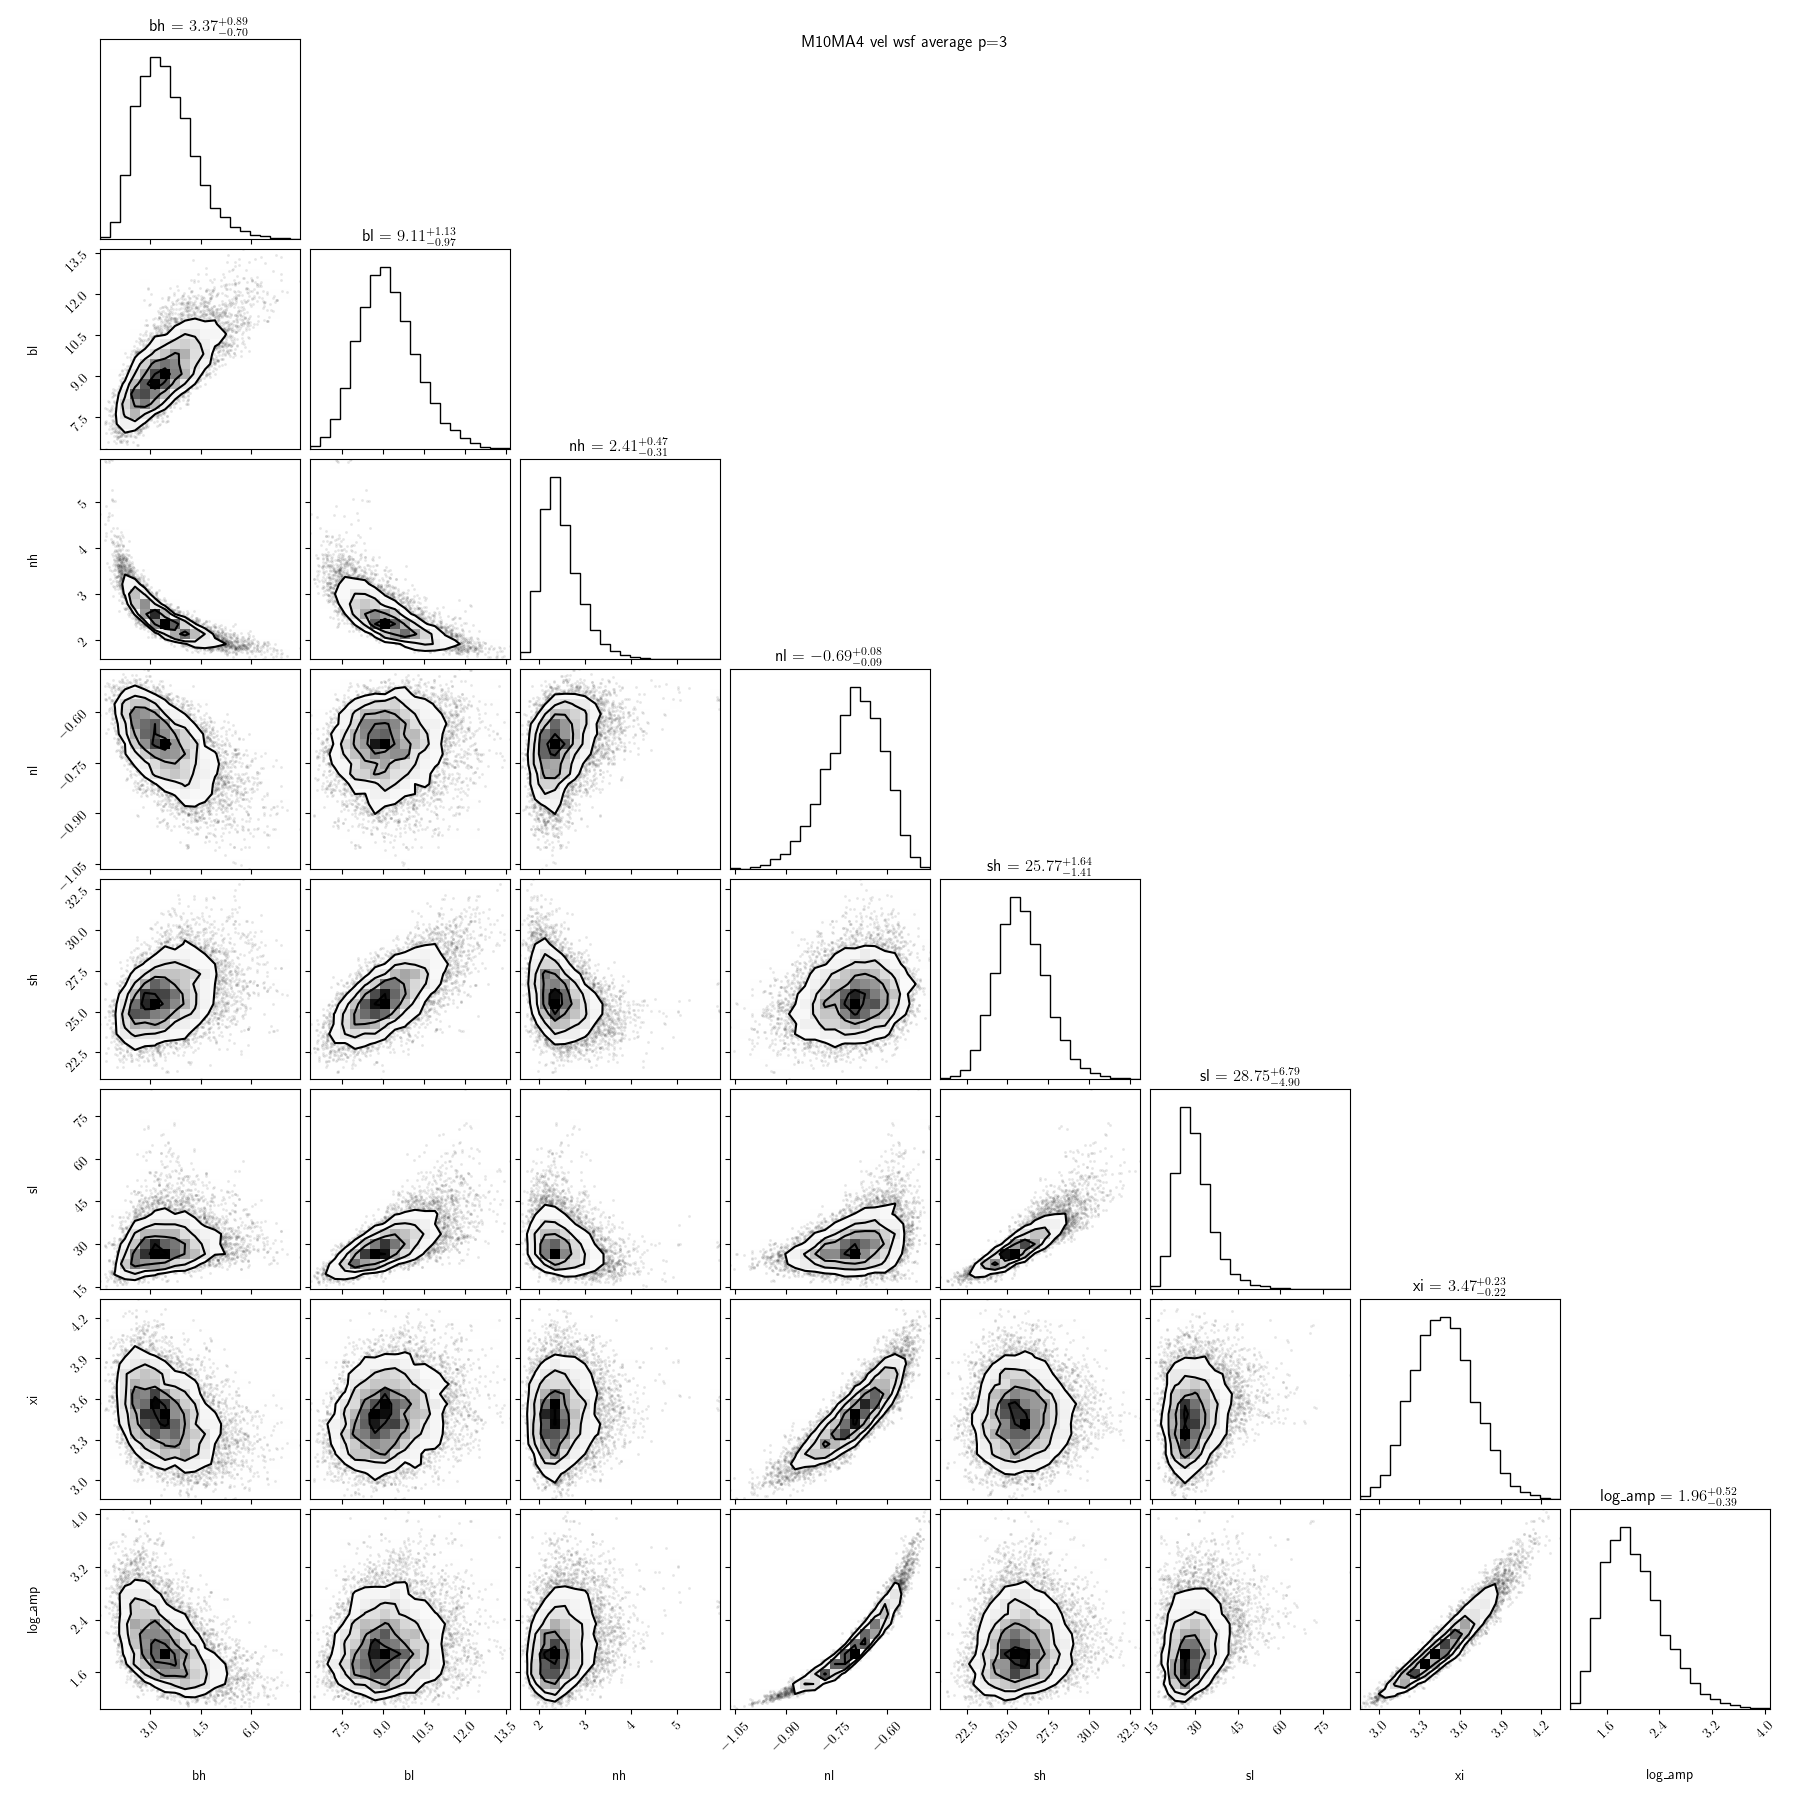 M10MA4 vel wsf average p=3
bh = 3.37+0.89−0.70
bl = 9.11+1.13−0.97
nh = 2.41+0.47−0.31
nl = −0.69+0.08−0.09
sh = 25.77+1.64−1.41
sl = 28.75+6.79−4.90
xi = 3.47+0.23−0.22
log_amp = 1.96+0.52−0.39
bl
13.5
12.0
10.5
9.0
7.5
nh
5
4
3
2
nl
−0.60
−0.75
−0.90
−1.05
sh
32.5
30.0
27.5
25.0
22.5
sl
75
60
45
30
15
xi
4.2
3.9
3.6
3.3
3.0
log_amp
4.0
3.2
2.4
1.6
3.0 4.5 6.0
7.5 9.0 10.5 12.0 13.5
2 3 4 5
−1.05 −0.90 −0.75 −0.60
22.5 25.0 27.5 30.0 32.5
15 30 45 60 75
3.0 3.3 3.6 3.9 4.2
1.6 2.4 3.2 4.0
bh bl nh nl sh sl xi log_amp